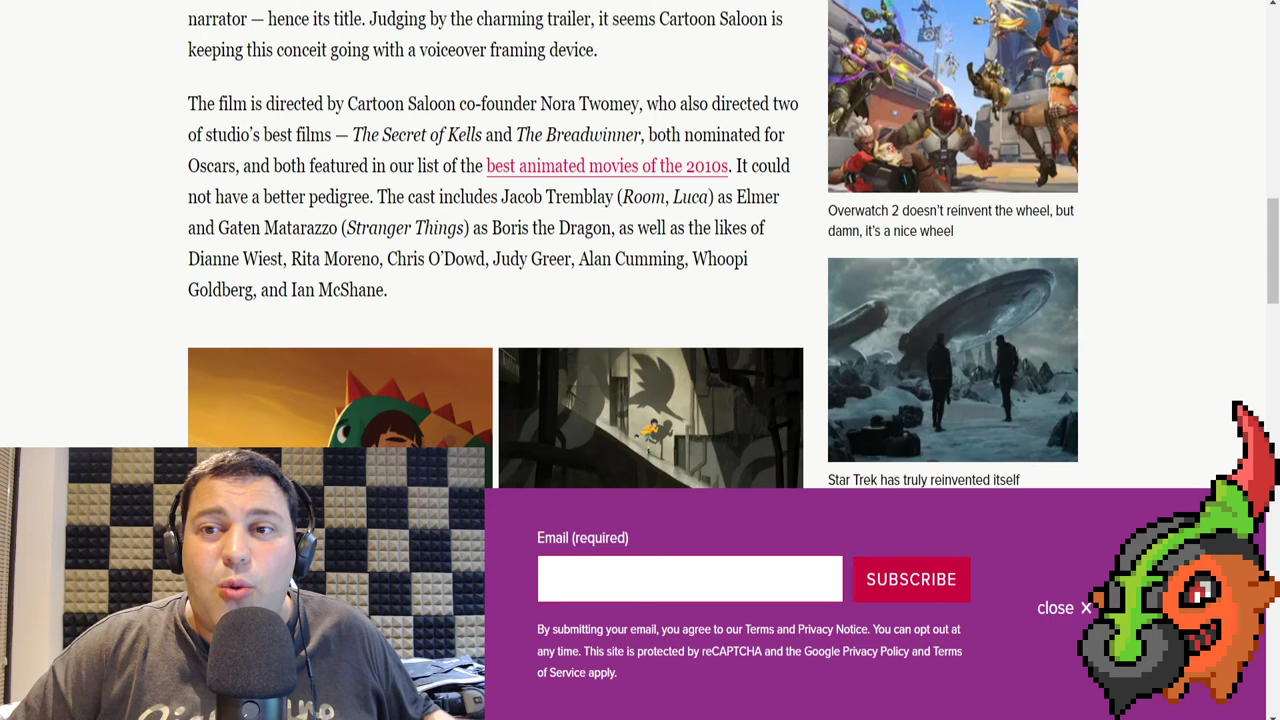 narrator — hence its title. Judging by the charming trailer, it seems Cartoon Saloon is
keeping this conceit going with a voiceover framing device.
The film is directed by Cartoon Saloon co-founder Nora Twomey, who also directed two
of studio’s best films — The Secret of Kells and The Breadwinner, both nominated for
Oscars, and both featured in our list of the best animated movies of the 2010s. It could
not have a better pedigree. The cast includes Jacob Tremblay (Room, Luca) as Elmer
and Gaten Matarazzo (Stranger Things) as Boris the Dragon, as well as the likes of
Dianne Wiest, Rita Moreno, Chris O’Dowd, Judy Greer, Alan Cumming, Whoopi
Goldberg, and Ian McShane.
Overwatch 2 doesn’t reinvent the wheel, but
damn, it’s a nice wheel
Star Trek has truly reinvented itself
Email (required)
SUBSCRIBE
close X
By submitting your email, you agree to our Terms and Privacy Notice. You can opt out at
any time. This site is protected by reCAPTCHA and the Google Privacy Policy and Terms
of Service apply.